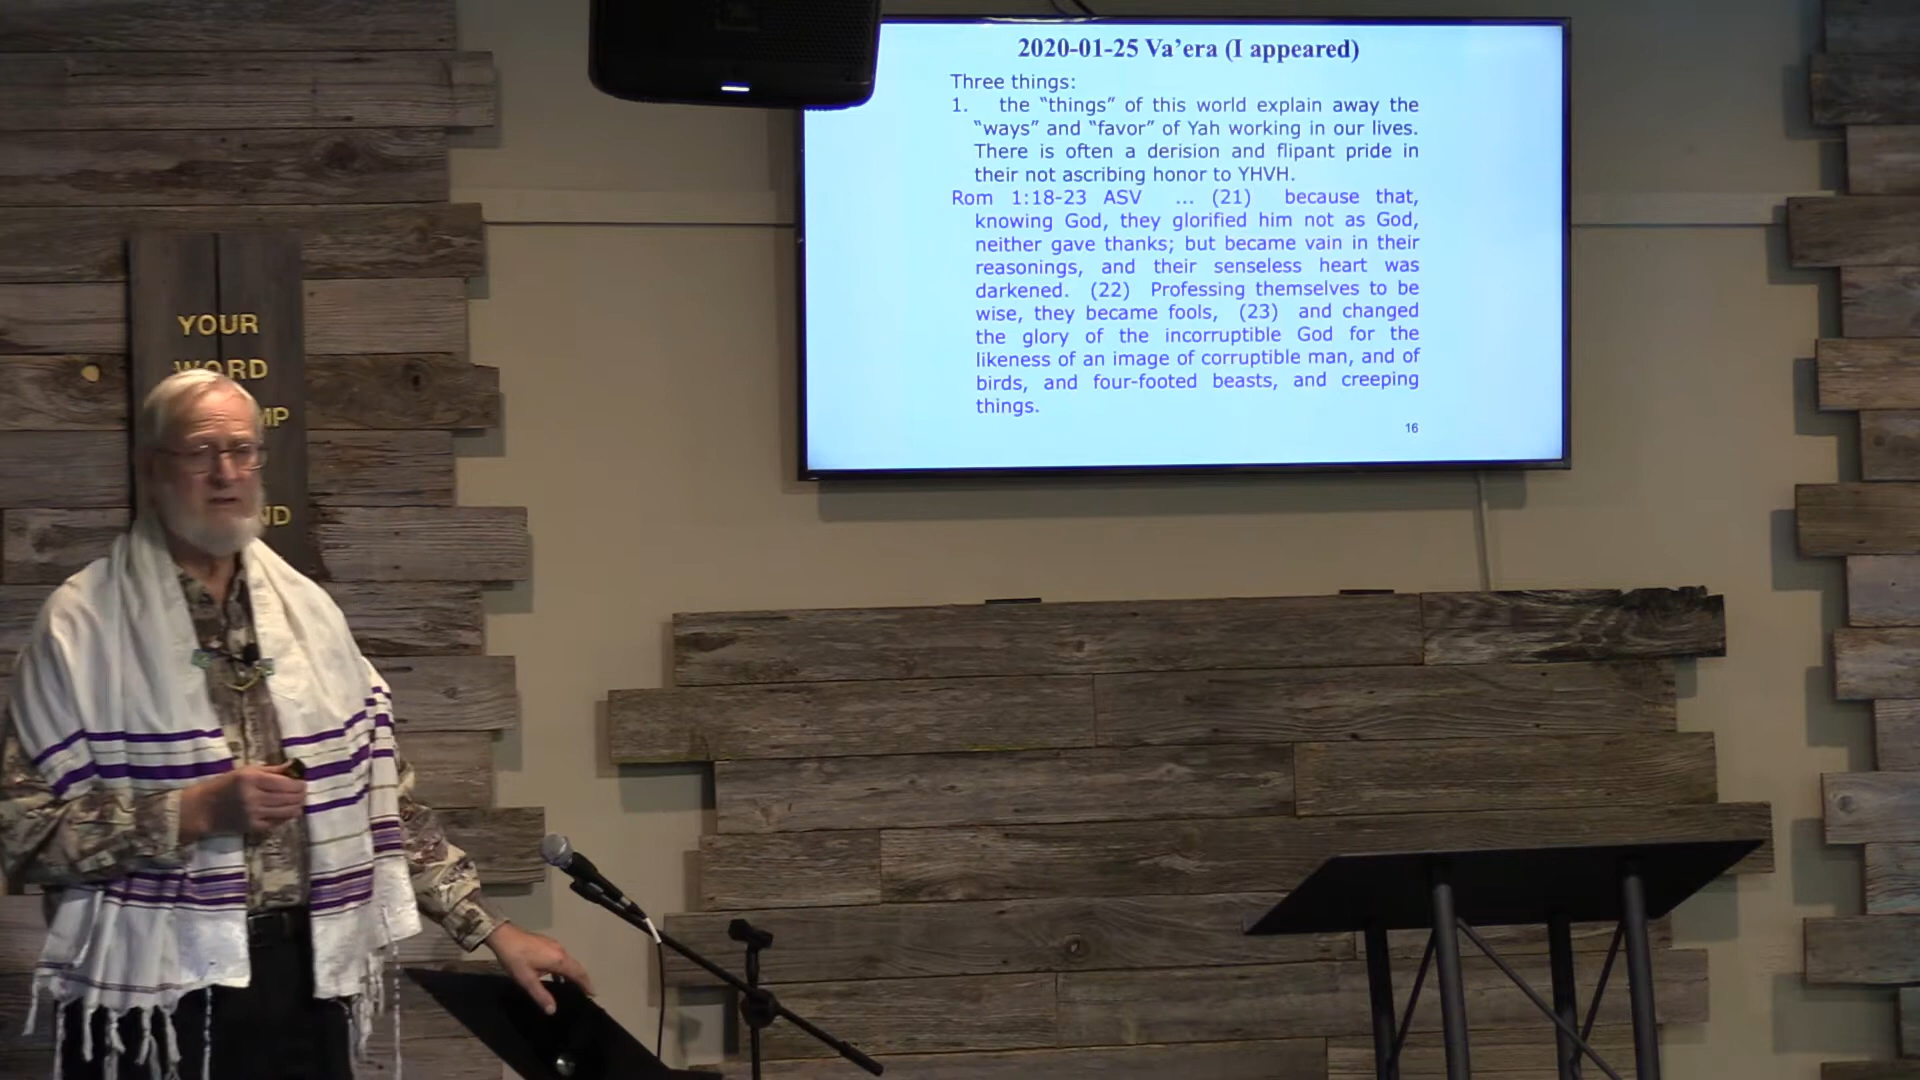 2020-01-25 Va’era (I appeared)
Three things:
1. the “things” of this world explain away the
“ways” and “favor” of Yah working in our lives.
There is often a derision and flipant pride in
their not ascribing honor to YHVH.
Rom 1:18-23 ASV ... (21) because that,
knowing God, they glorified him not as God,
neither gave thanks; but became vain in their
reasonings, and their senseless heart was
darkened. (22) Professing themselves to be
wise, they became fools, (23) and changed
the glory of the incorruptible God for the
likeness of an image of corruptible man, and of
birds, and four-footed beasts, and creeping
things.
16
YOUR
WORD
MP
ND